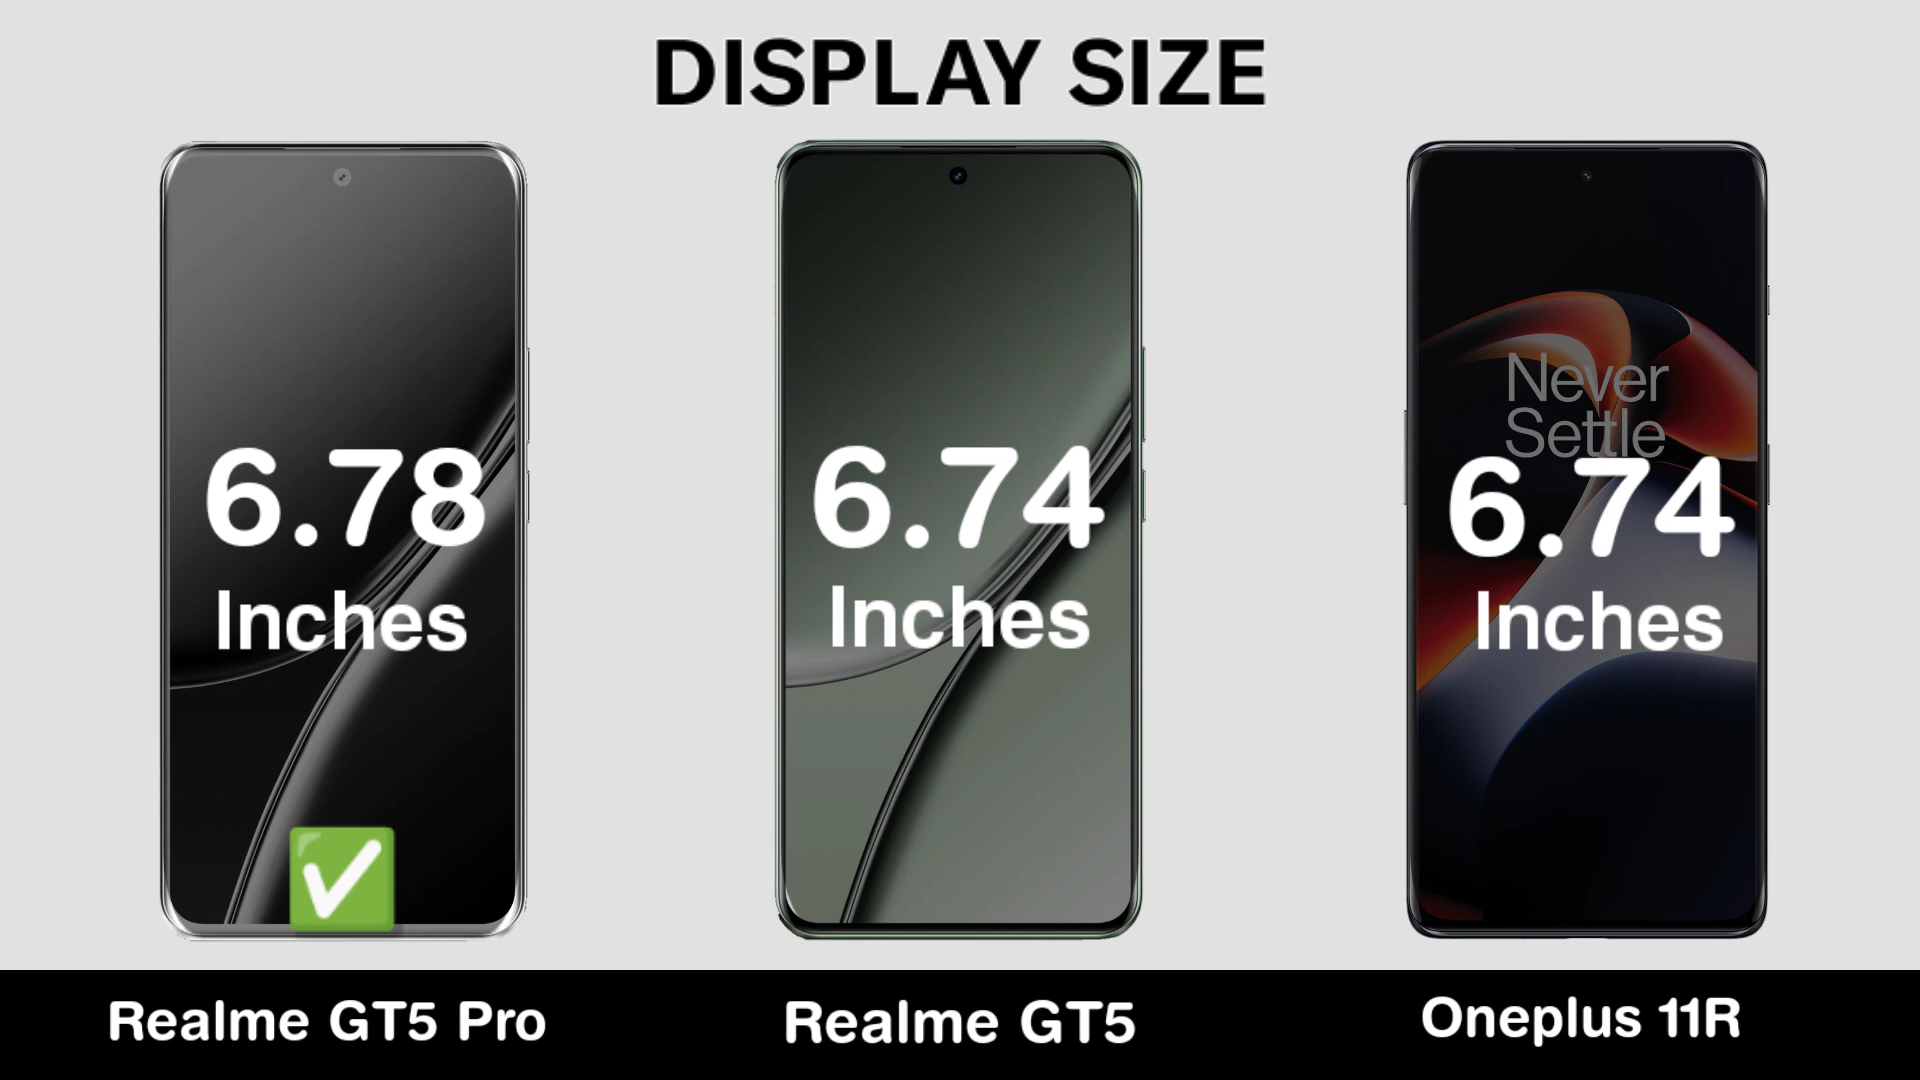 DISPLAY SIZE
6.78
Inches
6.74
Inches
Never
Settle
6.74
Inches
Realme GT5 Pro
Realme GT5
Oneplus 11R